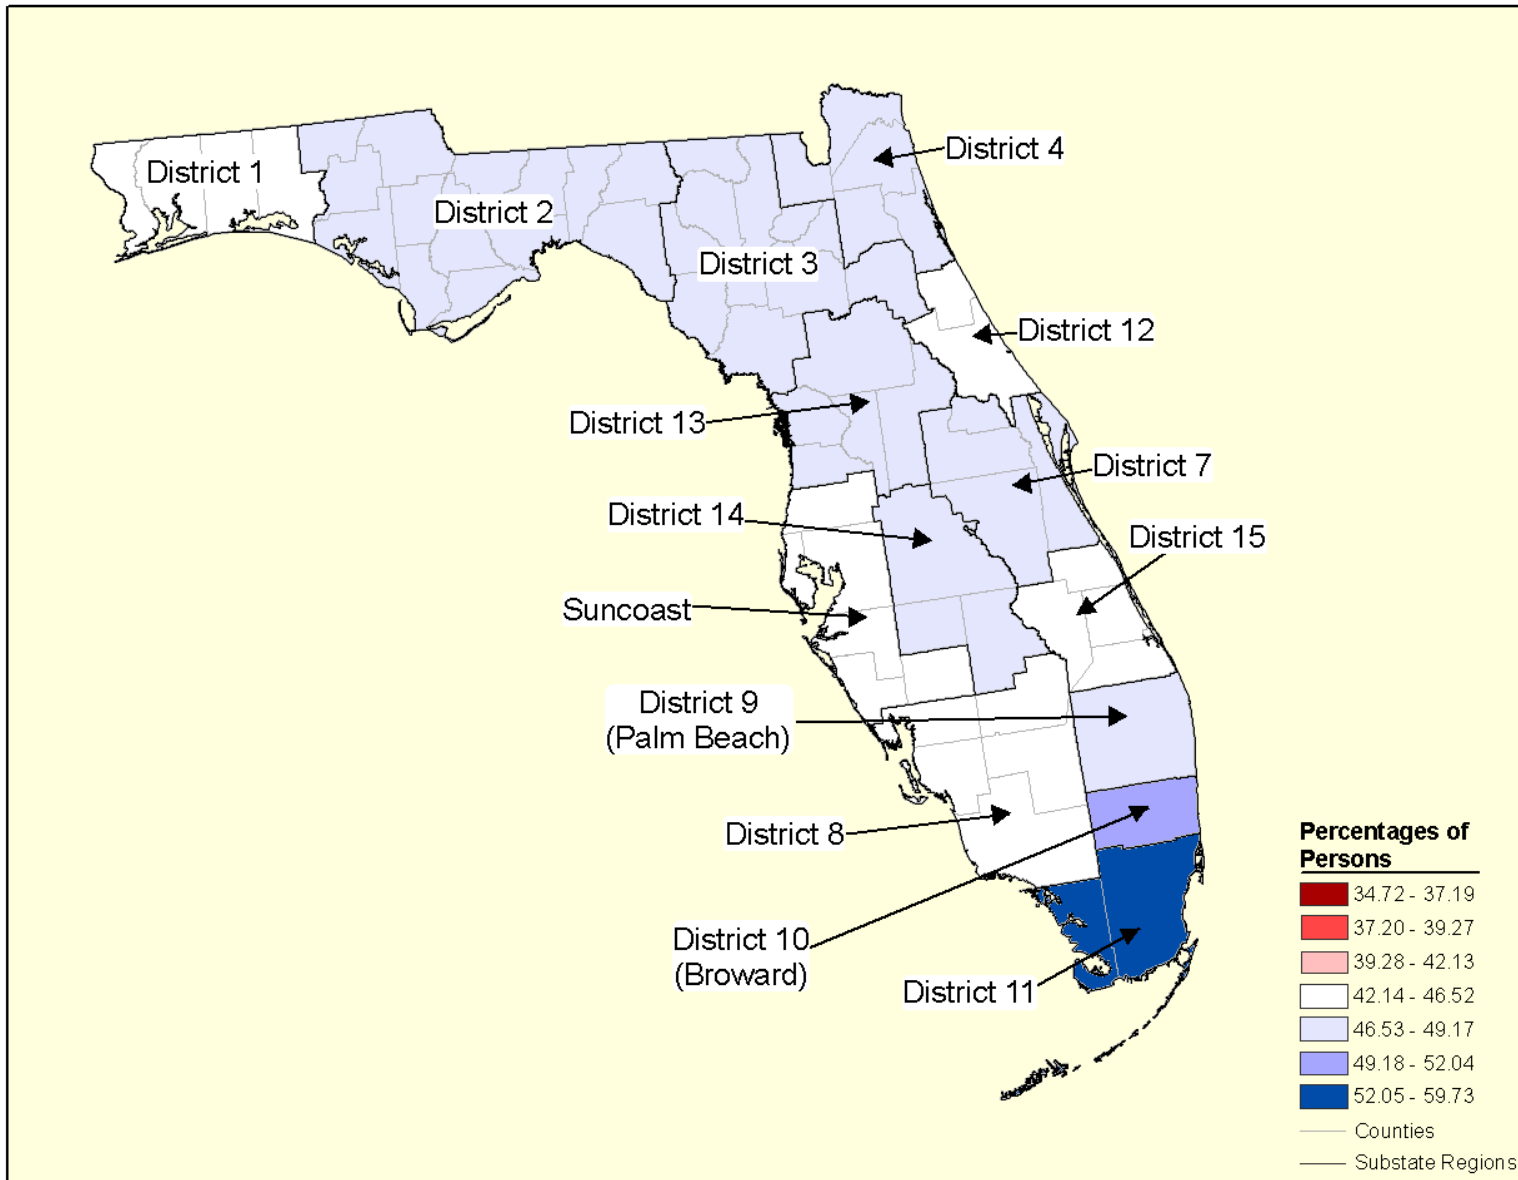 District 4
District 1
District 2
District 3
District 12
District 13
District 7
District 14
District 15
Suncoast
District 9
(Palm Beach)
District 8
District 10
(Broward)
District 11
Percentages of
Persons
34.72 - 37.19
37.20 - 39.27
39.28 - 42.13
42.14 - 46.52
46.53 - 49.17
49.18 - 52.04
52.05 - 59.73
Counties
Substate Regions